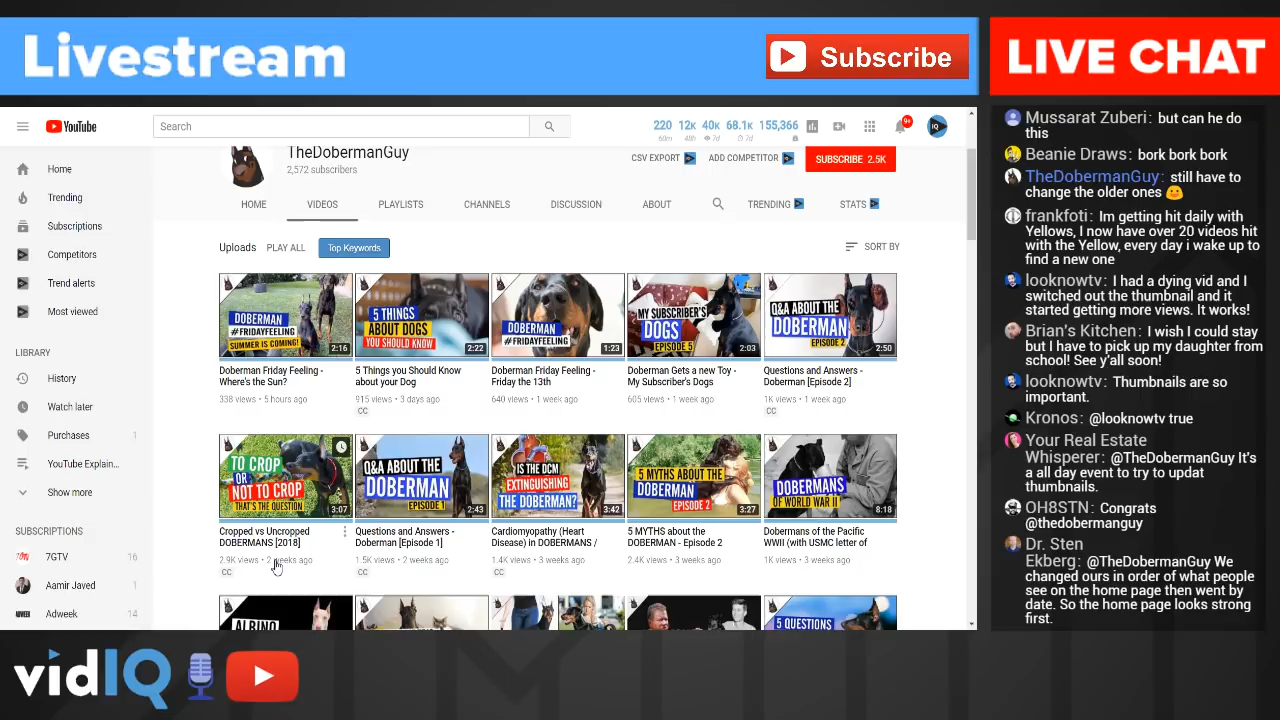 Livestream
Subscribe
LIVE CHAT
YouTube
Search
220 12K 40K 68.1K 155,366
60m 48h 7d 7d
9+
IQ
TheDobermanGuy
2,572 subscribers
CSV EXPORT
ADD COMPETITOR
SUBSCRIBE 2.5K
HOME VIDEOS PLAYLISTS CHANNELS DISCUSSION ABOUT TRENDING STATS
Uploads PLAY ALL Top Keywords SORT BY
Home
Trending
Subscriptions
Competitors
Trend alerts
Most viewed
LIBRARY
History
Watch later
Purchases 1
YouTube Explain...
Show more
SUBSCRIPTIONS
7GTV 16
Aamir Javed 1
Adweek 14
DOBERMAN
#FRIDAYFEELING
SUMMER IS COMING!
2:16
Doberman Friday Feeling -
Where's the Sun?
338 views • 5 hours ago
5 THINGS
ABOUT DOGS
YOU SHOULD KNOW
2:22
5 Things you Should Know
about your Dog
915 views • 3 days ago
CC
DOBERMAN
#FRIDAYFEELING
1:23
Doberman Friday Feeling -
Friday the 13th
640 views • 1 week ago
MY SUBSCRIBER'S
DOGS
EPISODE 5
2:03
Doberman Gets a new Toy -
My Subscriber's Dogs
605 views • 1 week ago
Q&A ABOUT THE
DOBERMAN
EPISODE 2
2:50
Questions and Answers -
Doberman [Episode 2]
1K views • 1 week ago
CC
TO CROP
OR
NOT TO CROP
THAT'S THE QUESTION
3:07
Cropped vs Uncropped
DOBERMANS [2018]
2.9K views • 2 weeks ago
CC
Q&A ABOUT THE
DOBERMAN
EPISODE 1
2:43
Questions and Answers -
Doberman [Episode 1]
1.5K views • 2 weeks ago
CC
IS THE DCM
EXTINGUISHING
THE DOBERMAN?
3:42
Cardiomyopathy (Heart
Disease) in DOBERMANS /
1.4K views • 3 weeks ago
CC
5 MYTHS ABOUT THE
DOBERMAN
EPISODE 2
3:27
5 MYTHS about the
DOBERMAN - Episode 2
2.4K views • 3 weeks ago
DOBERMANS
OF WORLD WAR II
8:18
Dobermans of the Pacific
WWII (with USMC letter of
1K views • 3 weeks ago
ALBINO
5 QUESTIONS
Mussarat Zuberi: but can he do
this
Beanie Draws: bork bork bork
TheDobermanGuy: still have to
change the older ones
frankfoti: Im getting hit daily with
Yellows, I now have over 20 videos hit
with the Yellow, every day i wake up to
find a new one
looknowtv: I had a dying vid and I
switched out the thumbnail and it
started getting more views. It works!
Brian's Kitchen: I wish I could stay
but I have to pick up my daughter from
school! See y'all soon!
looknowtv: Thumbnails are so
important.
Kronos: @looknowtv true
Your Real Estate
Whisperer: @TheDobermanGuy It's
a all day event to try to updat
thumbnails.
OH8STN: Congrats
@thedobermanguy
Dr. Sten
Ekberg: @TheDobermanGuy We
changed ours in order of what people
see on the home page then went by
date. So the home page looks strong
first.
vidIQ